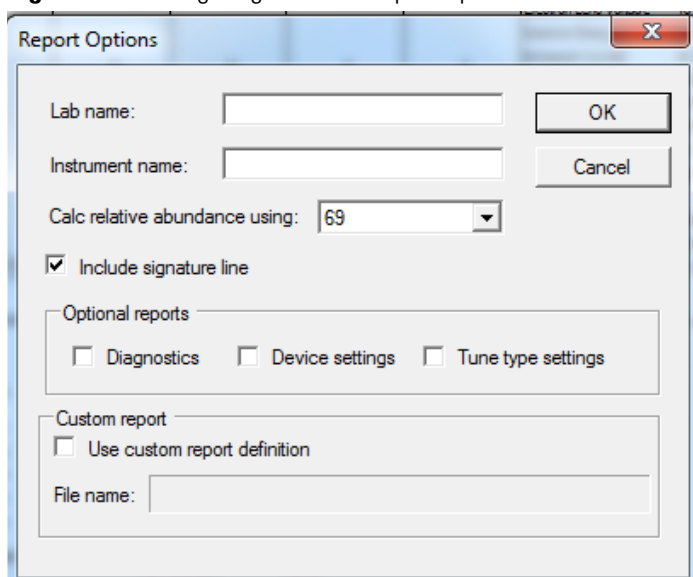 Report Options
Lab name:
OK
Instrument name:
Cancel
Calc relative abundance using: 69
Include signature line
Optional reports
Diagnostics Device settings Tune type settings
Custom report
Use custom report definition
File name: